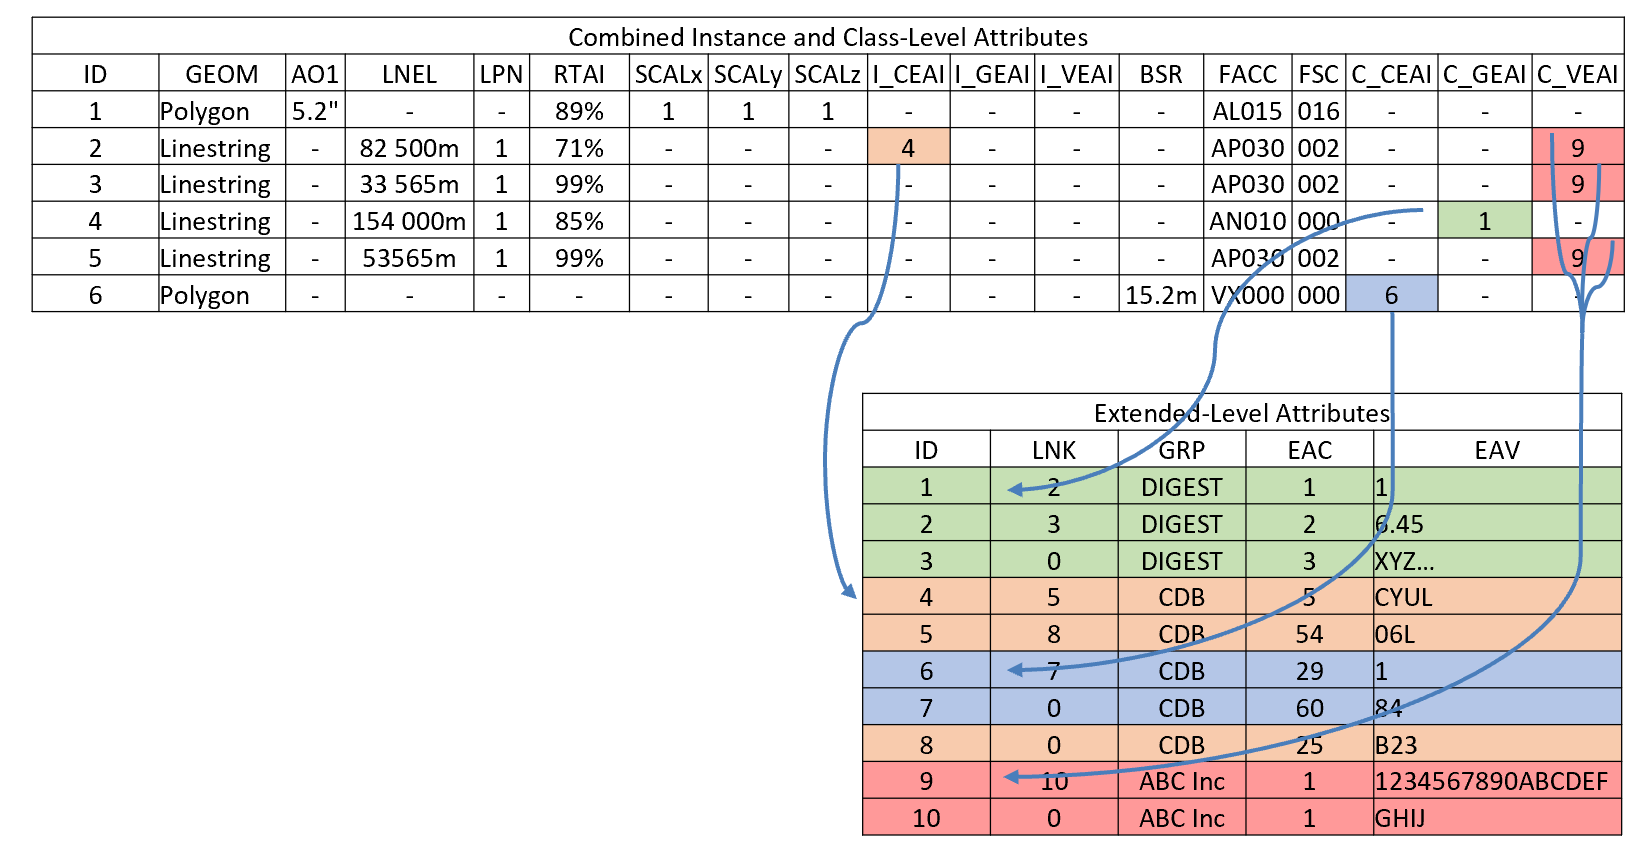 Combined Instance and Class-Level Attributes
ID GEOM AO1 LNEL LPN RTAI SCALx SCALy SCALz I_CEAI I_GEAI I_VEAI BSR FACC FSC C_CEAI C_GEAI C_VEAI
1 Polygon 5.2" - - 89% 1 1 1 - - - - AL015 016 - - -
2 Linestring - 82 500m 1 71% - - - 4 - - - AP030 002 - - 9
3 Linestring - 33 565m 1 99% - - - - - - - AP030 002 - - 9
4 Linestring - 154 000m 1 85% - - - - - - - AN010 000 - 1 -
5 Linestring - 53565m 1 99% - - - - - - - AP030 002 - - 9
6 Polygon - - - - - - - - - - 15.2m VX000 000 6 - -
Extended-Level Attributes
ID LNK GRP EAC EAV
1 2 DIGEST 1 1
2 3 DIGEST 2 6.45
3 0 DIGEST 3 XYZ...
4 5 CDB 5 CYUL
5 8 CDB 54 06L
6 7 CDB 29 1
7 0 CDB 60 84
8 0 CDB 25 B23
9 10 ABC Inc 1 1234567890ABCDEF
10 0 ABC Inc 1 GHIJ